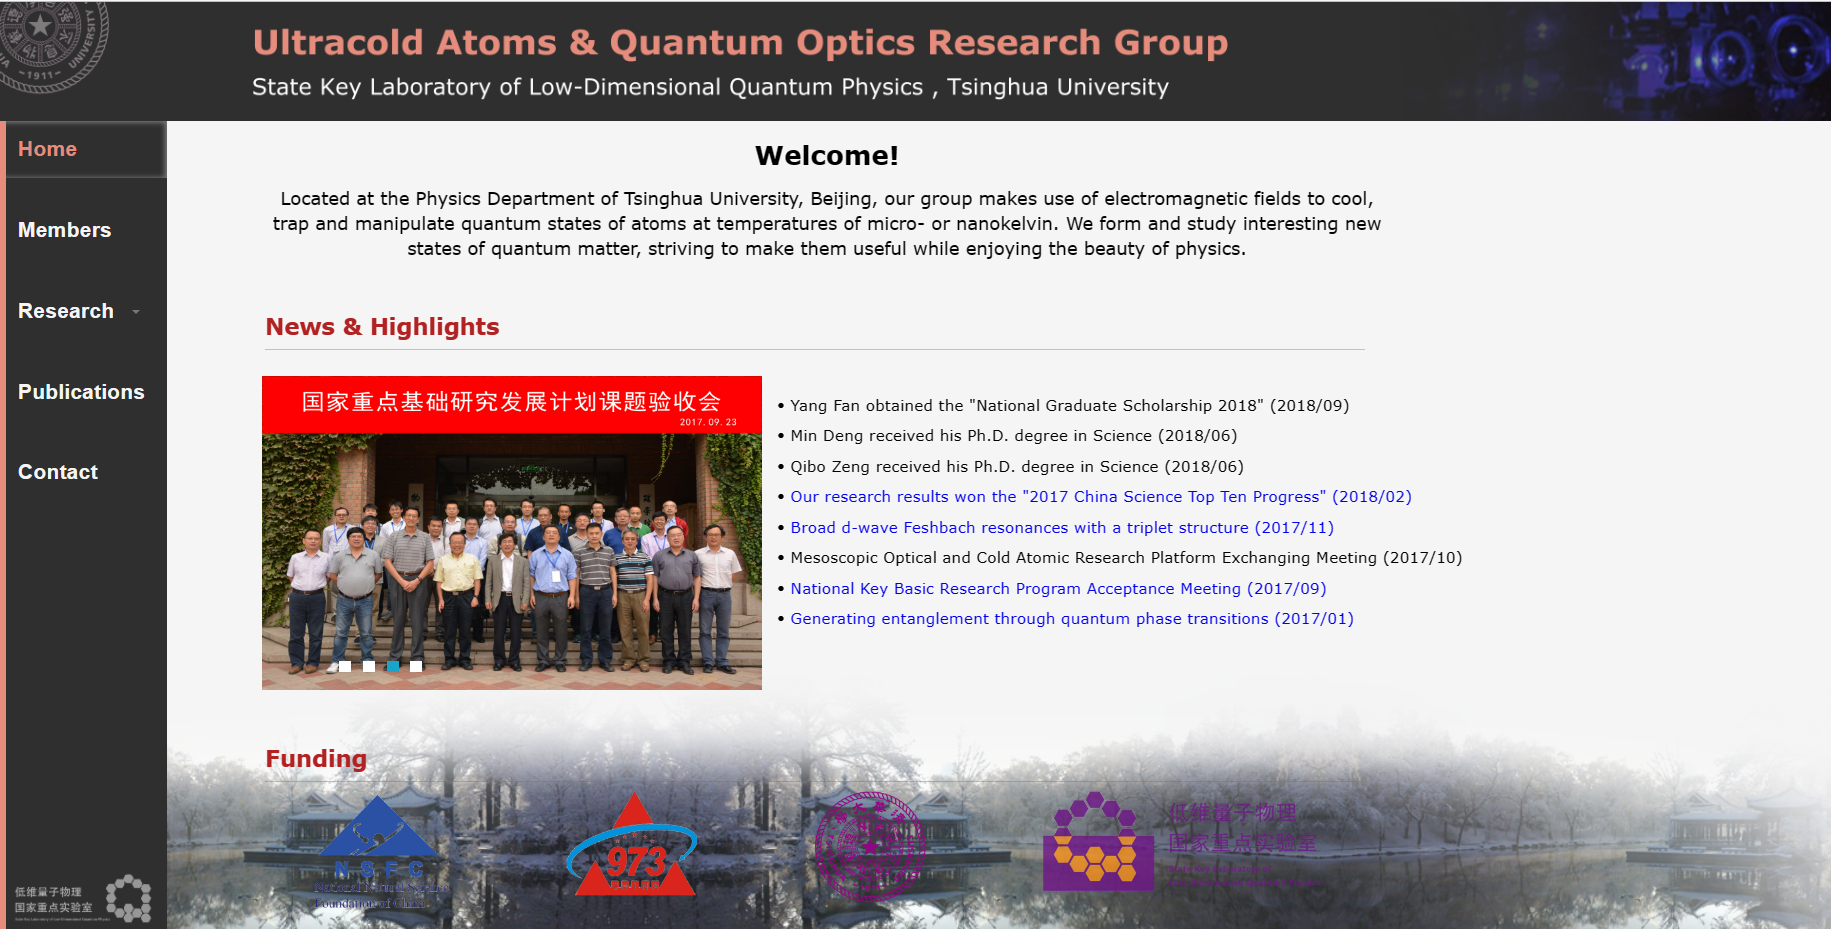 Ultracold Atoms & Quantum Optics Research Group
State Key Laboratory of Low-Dimensional Quantum Physics , Tsinghua University
UNIVERSITY
-1911-
Home
Members
Research
Publications
Contact
Welcome!
Located at the Physics Department of Tsinghua University, Beijing, our group makes use of electromagnetic fields to cool,
trap and manipulate quantum states of atoms at temperatures of micro- or nanokelvin. We form and study interesting new
states of quantum matter, striving to make them useful while enjoying the beauty of physics.
News & Highlights
国家重点基础研究发展计划课题验收会
2017.09.23
• Yang Fan obtained the "National Graduate Scholarship 2018" (2018/09)
• Min Deng received his Ph.D. degree in Science (2018/06)
• Qibo Zeng received his Ph.D. degree in Science (2018/06)
• Our research results won the "2017 China Science Top Ten Progress" (2018/02)
• Broad d-wave Feshbach resonances with a triplet structure (2017/11)
• Mesoscopic Optical and Cold Atomic Research Platform Exchanging Meeting (2017/10)
• National Key Basic Research Program Acceptance Meeting (2017/09)
• Generating entanglement through quantum phase transitions (2017/01)
Funding
NSFC
National Natural Science
Foundation of China
973
低维量子物理
国家重点实验室
低维量子物理
国家重点实验室